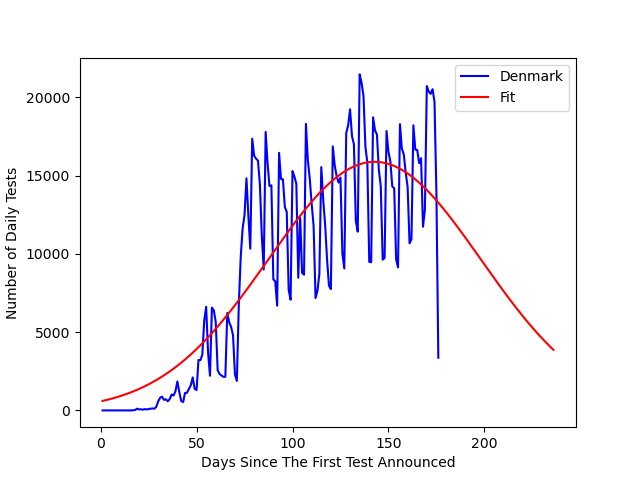 Denmark
Fit
Number of Daily Tests
20000
15000
10000
5000
0
0 50 100 150 200
Days Since The First Test Announced